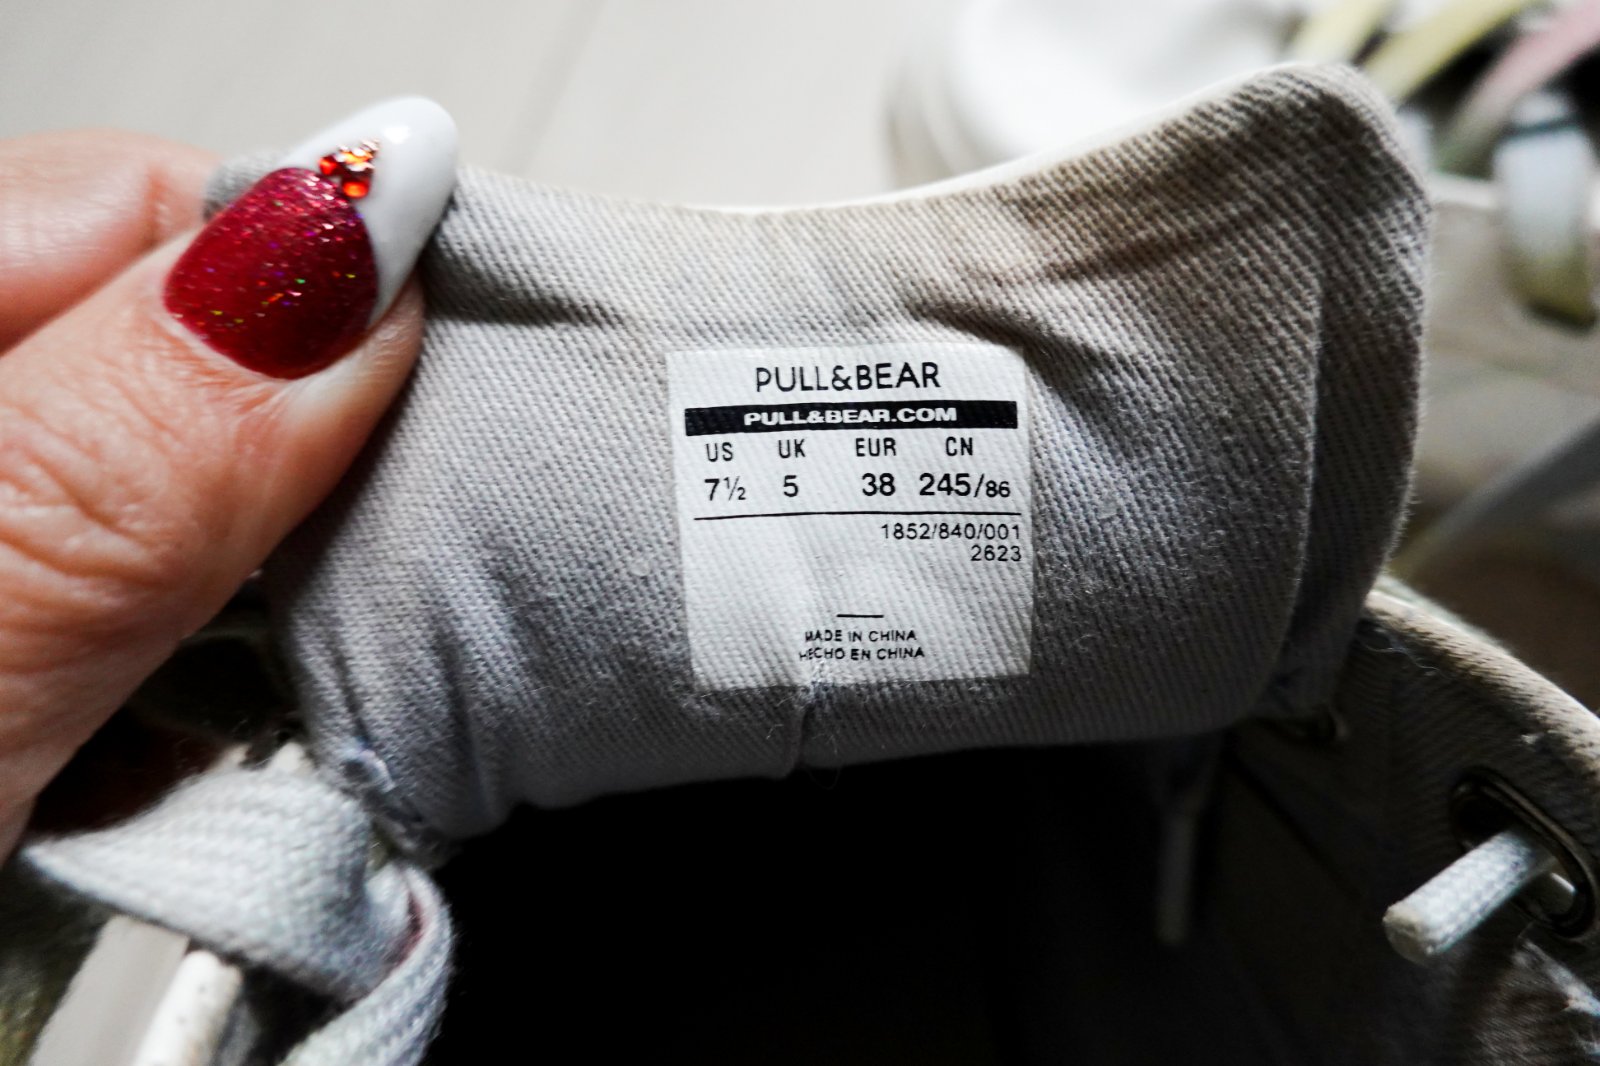 PULL&BEAR
PULL&BEAR.COM
US UK EUR CN
7½ 5 38 245/86
1852/840/001
2623
MADE IN CHINA
HECHO EN CHINA